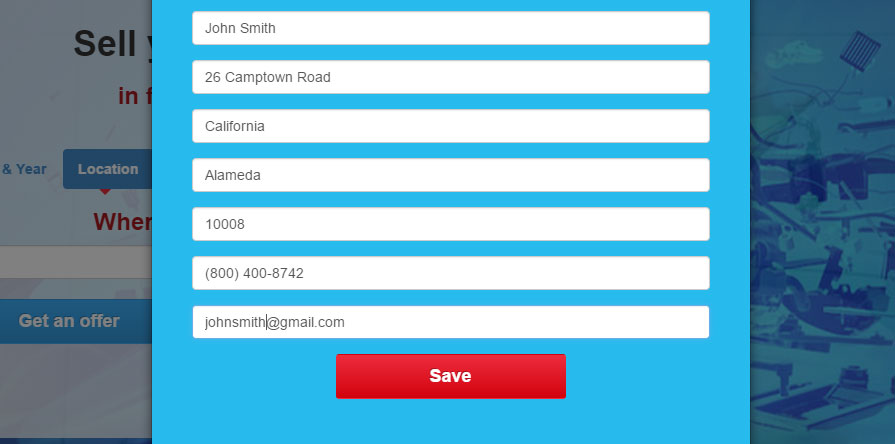 John Smith
Sell
26 Camptown Road
in
California
& Year
Location
Alameda
10008
(800) 400-8742
Get an offer
johnsmith@gmail.com
Save